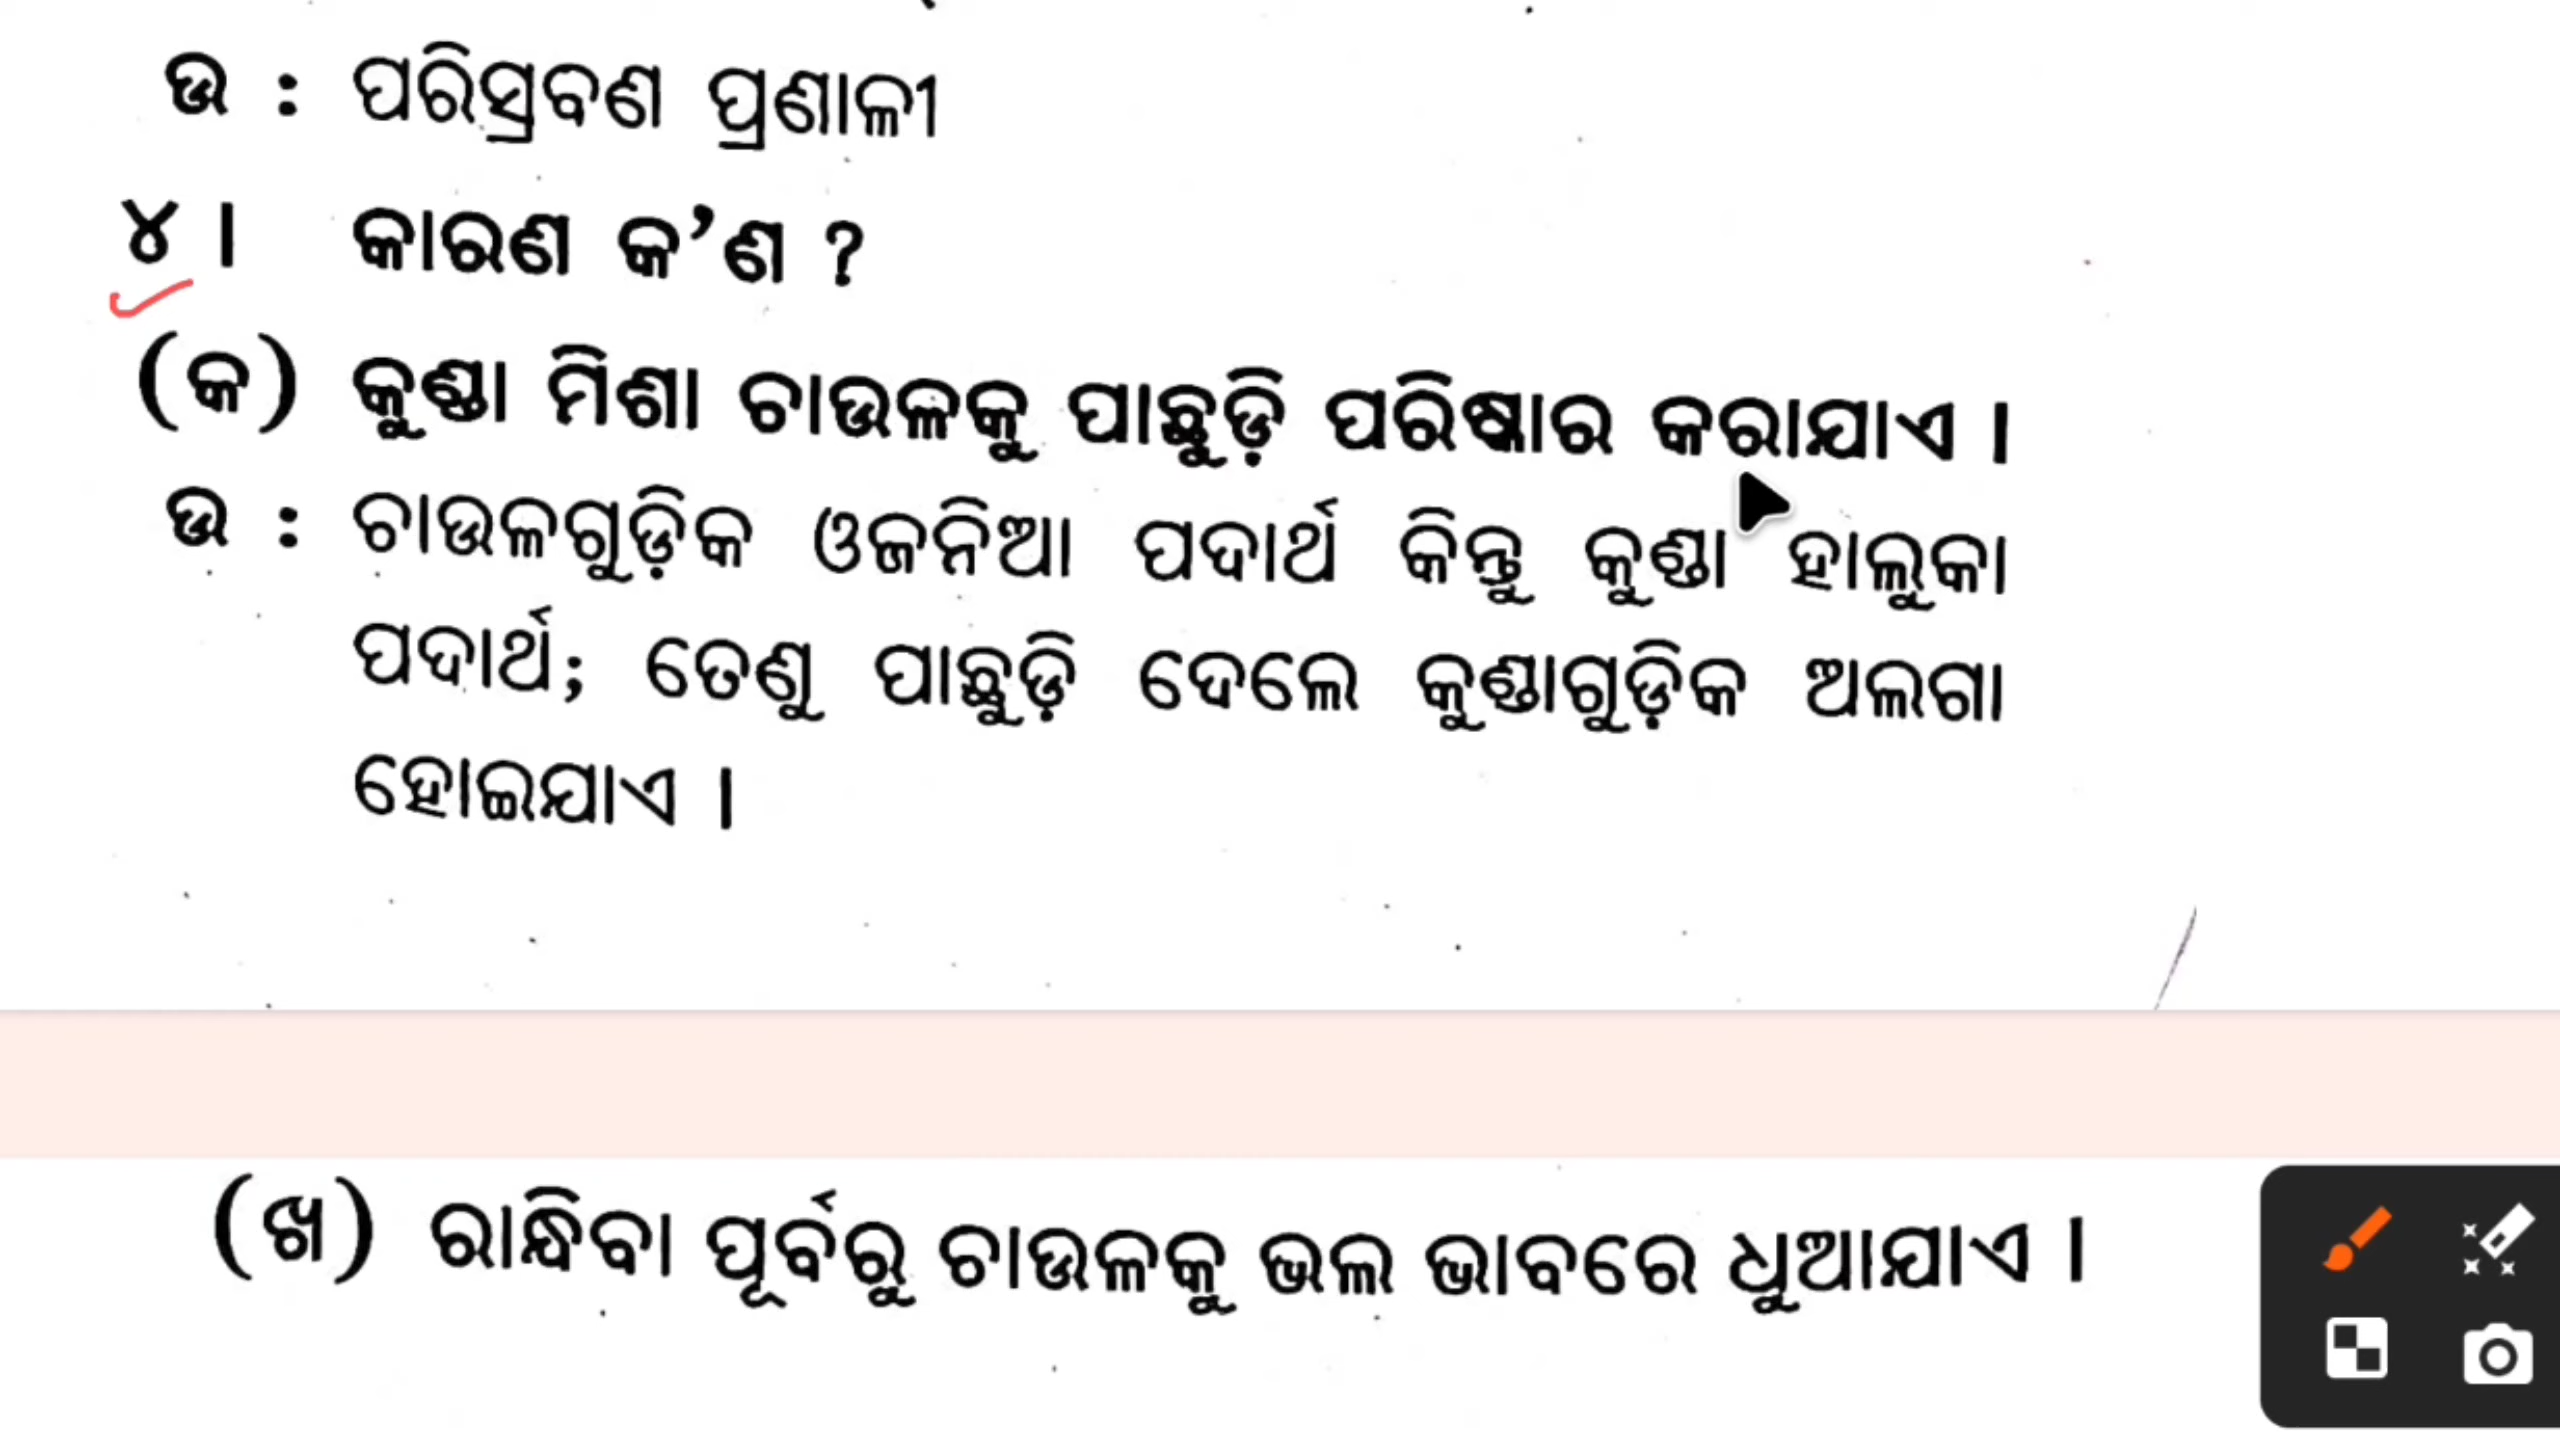 ଉ : ପରିସ୍ରବଣ ପ୍ରଣାଳୀ
୪ । କାରଣ କ'ଣ ?
(କ) କୁଣ୍ଡା ମିଶା ଚାଉଳକୁ ପାଛୁଡ଼ି ପରିଷ୍କାର କରାଯାଏ ।
ଉ : ଚାଉଳଗୁଡ଼ିକ ଓଜନିଆ ପଦାର୍ଥ କିନ୍ତୁ କୁଣ୍ଡା ହାଲୁକା
ପଦାର୍ଥ; ତେଣୁ ପାଛୁଡ଼ି ଦେଲେ କୁଣ୍ଡାଗୁଡ଼ିକ ଅଲଗା
ହୋଇଯାଏ ।
(ଖ) ରାନ୍ଧିବା ପୂର୍ବରୁ ଚାଉଳକୁ ଭଲ ଭାବରେ ଧୁଆଯାଏ ।